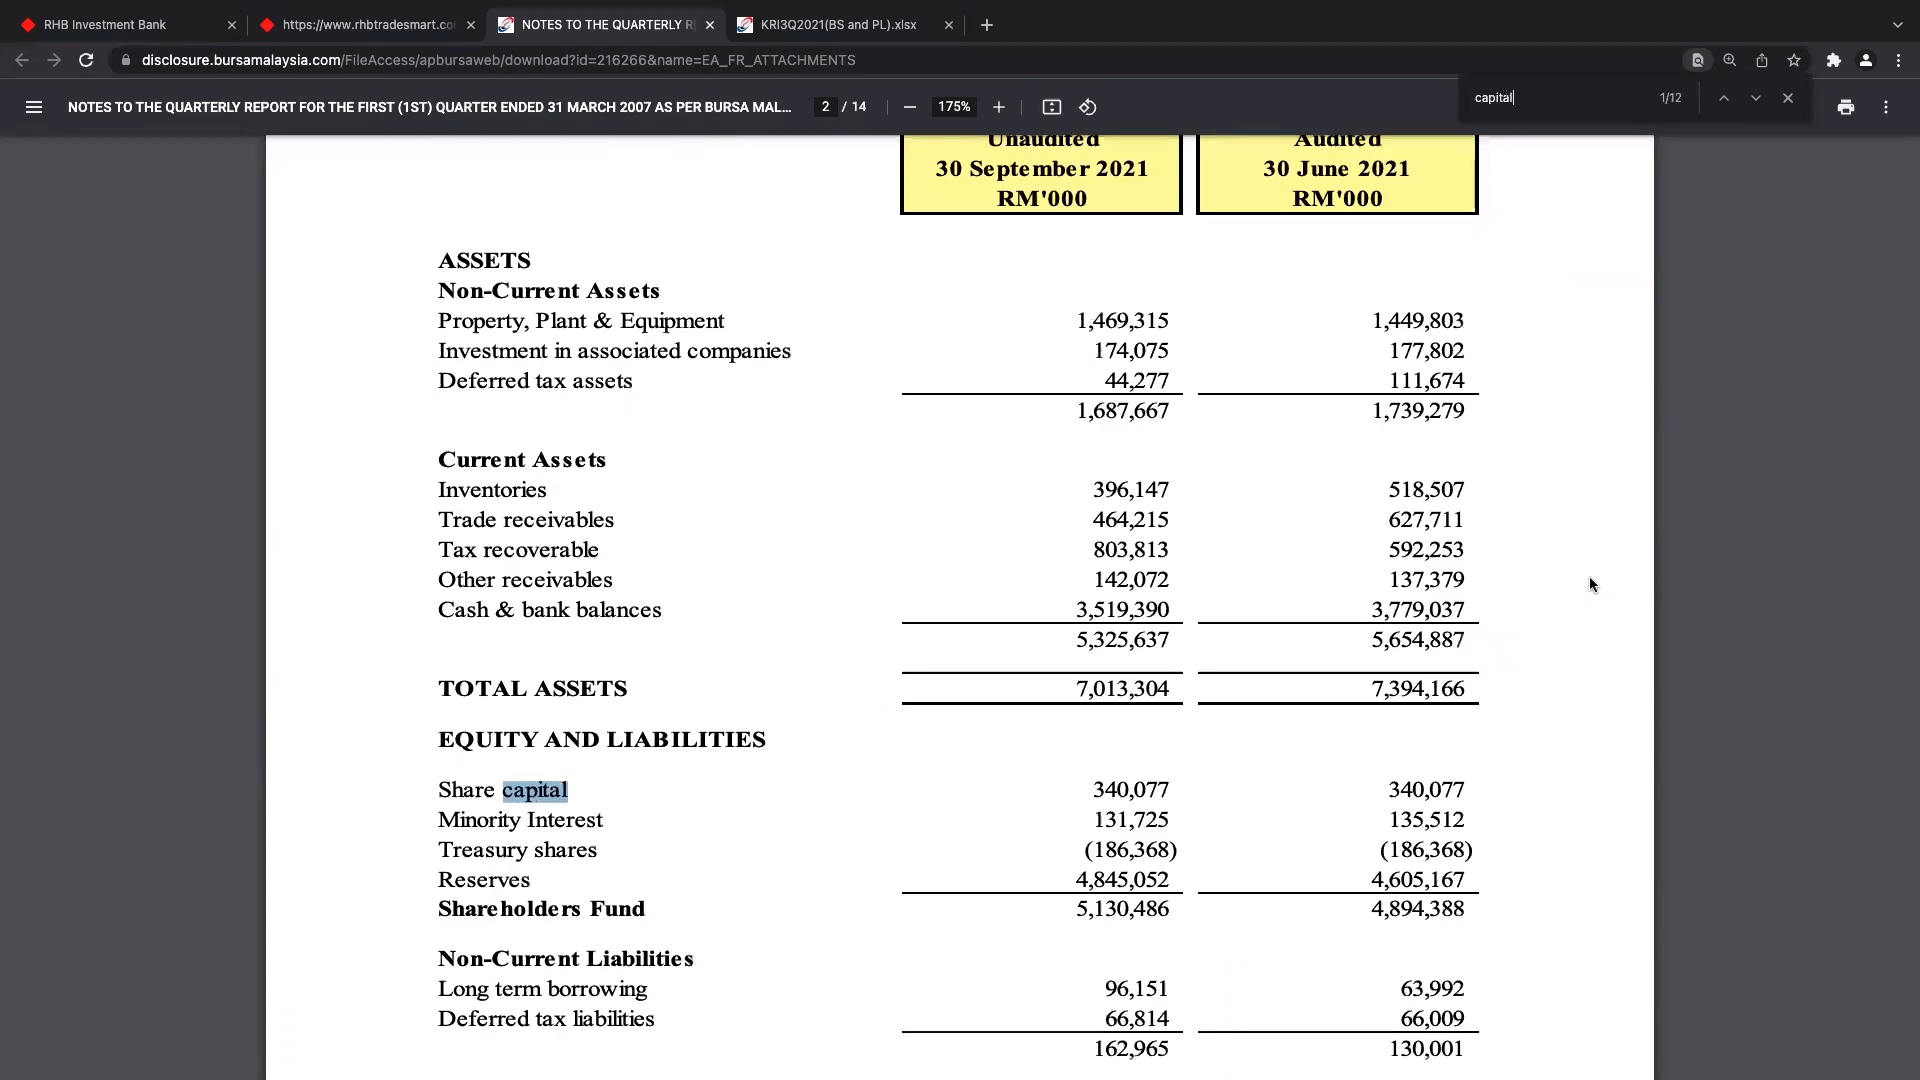 RHB Investment Bank
https://www.rhbtradesmart.co
NOTES TO THE QUARTERLY R
KRI3Q2021(BS and PL).xlsx
disclosure.bursamalaysia.com/FileAccess/apbursaweb/download?id=216266&name=EA_FR_ATTACHMENTS
NOTES TO THE QUARTERLY REPORT FOR THE FIRST (1ST) QUARTER ENDED 31 MARCH 2007 AS PER BURSA MAL... 2 / 14 175%
capital 1/12
Unaudited Audited
30 September 2021 30 June 2021
RM'000 RM'000
ASSETS
Non-Current Assets
Property, Plant & Equipment 1,469,315 1,449,803
Investment in associated companies 174,075 177,802
Deferred tax assets 44,277 111,674
1,687,667 1,739,279
Current Assets
Inventories 396,147 518,507
Trade receivables 464,215 627,711
Tax recoverable 803,813 592,253
Other receivables 142,072 137,379
Cash & bank balances 3,519,390 3,779,037
5,325,637 5,654,887
TOTAL ASSETS 7,013,304 7,394,166
EQUITY AND LIABILITIES
Share capital 340,077 340,077
Minority Interest 131,725 135,512
Treasury shares (186,368) (186,368)
Reserves 4,845,052 4,605,167
Shareholders Fund 5,130,486 4,894,388
Non-Current Liabilities
Long term borrowing 96,151 63,992
Deferred tax liabilities 66,814 66,009
162,965 130,001